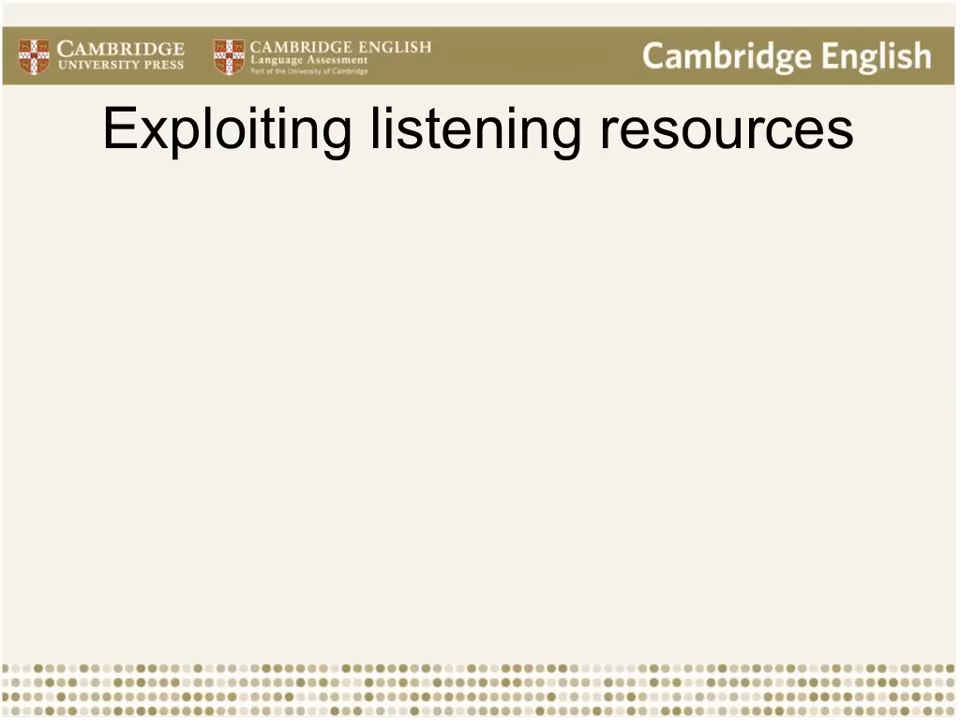 CAMBRIDGE
UNIVERSITY PRESS
CAMBRIDGE ENGLISH
Language Assessment
Part of the University of Cambridge
Cambridge English
Exploiting listening resources